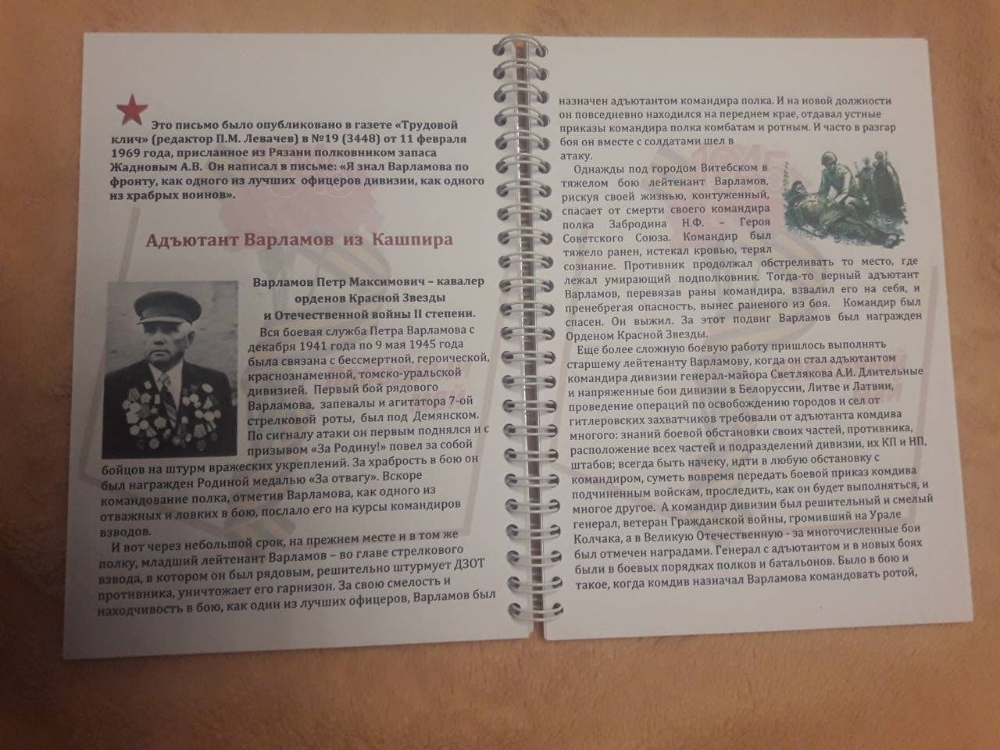 Это письмо было опубликовано в газете «Трудовой
клич» (редактор П.М. Левачев) в №19 (3448) от 11 февраля
1969 года, присланное из Рязани полковником запаса
Жадновым А.В. Он написал в письме: «Я знал Варламова по
фронту, как одного из лучших офицеров дивизии, как одного
из храбрых воинов».
Адъютант Варламов из Кашпира
Варламов Петр Максимович – кавалер
орденов Красной Звезды
и Отечественной войны II степени.
Вся боевая служба Петра Варламова с
декабря 1941 года по 9 мая 1945 года
была связана с бессмертной, героической,
краснознаменной, томско-уральской
дивизией. Первый бой рядового
Варламова, запевалы и агитатора 7-ой
стрелковой роты, был под Демянском.
По сигналу атаки он первым поднялся и с
призывом «За Родину!» повел за собой
бойцов на штурм вражеских укреплений. За храбрость в бою он
был награжден Родиной медалью «За отвагу». Вскоре
командование полка, отметив Варламова, как одного из
отважных и ловких в бою, послало его на курсы командиров
взводов.
И вот через небольшой срок, на прежнем месте и в том же
полку, младший лейтенант Варламов – во главе стрелкового
взвода, в котором он был рядовым, решительно штурмует ДЗОТ
противника, уничтожает его гарнизон. За свою смелость и
находчивость в бою, как один из лучших офицеров, Варламов был
назначен адъютантом командира полка. И на новой должности
он повседневно находился на переднем крае, отдавал устные
приказы командира полка комбатам и ротным. И часто в разгар
боя он вместе с солдатами шел в
атаку.
Однажды под городом Витебском в
тяжелом бою лейтенант Варламов,
рискуя своей жизнью, контуженный,
спасает от смерти своего командира
полка Забродина Н.Ф. – Героя
Советского Союза. Командир был
тяжело ранен, истекал кровью, терял
сознание. Противник продолжал обстреливать то место, где
лежал умирающий подполковник. Тогда-то верный адъютант
Варламов, перевязав раны командира, взвалил его на себя, и
пренебрегая опасность, вынес раненого из боя. Командир был
спасен. Он выжил. За этот подвиг Варламов был награжден
Орденом Красной Звезды.
Еще более сложную боевую работу пришлось выполнять
старшему лейтенанту Варламову, когда он стал адъютантом
командира дивизии генерал-майора Светлякова А.И. Длительные
и напряженные бои дивизии в Белоруссии, Литве и Латвии,
проведение операций по освобождению городов и сел от
гитлеровских захватчиков требовали от адъютанта комдива
многого: знаний боевой обстановки своих частей, противника,
расположение всех частей и подразделений дивизии, их КП и НП,
штабов; всегда быть начеку, идти в любую обстановку с
командиром, суметь вовремя передать боевой приказ комдива
подчиненным войскам, проследить, как он будет выполняться, и
многое другое. А командир дивизии был решительный и смелый
генерал, ветеран Гражданской войны, громивший на Урале
Колчака, а в Великую Отечественную - за многочисленные бои
был отмечен наградами. Генерал с адъютантом и в новых боях
были в боевых порядках полков и батальонов. Было в бою и
такое, когда комдив назначал Варламова командовать ротой,